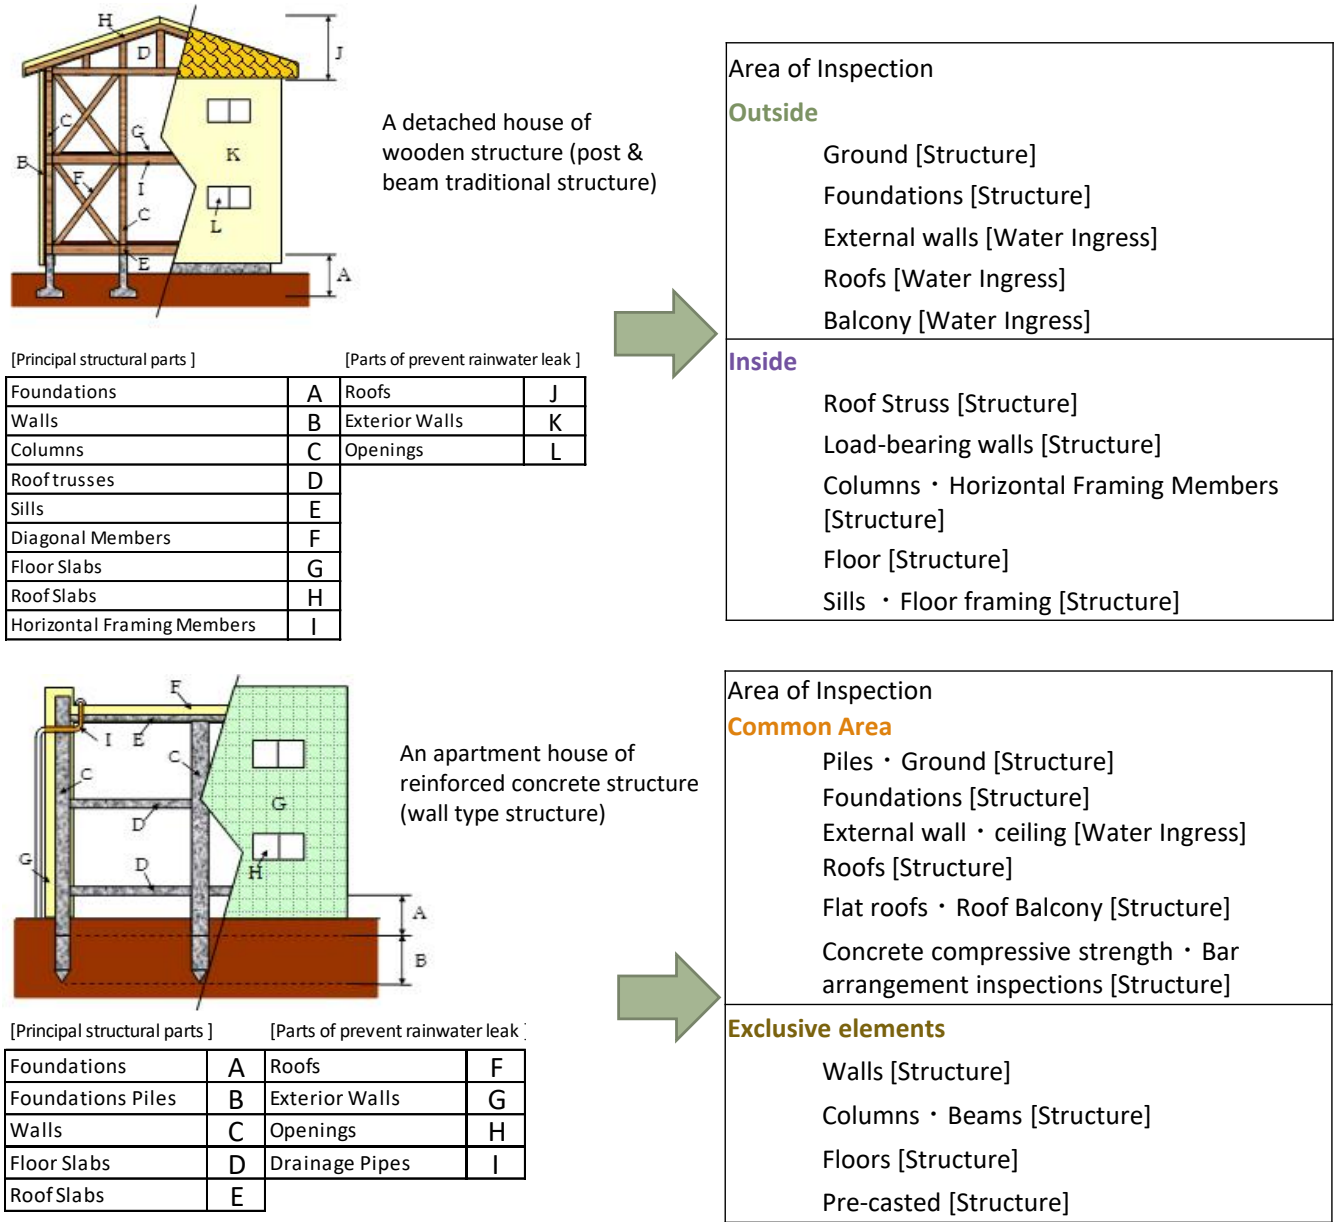 H
D
J
C
G
K
B
F
I
C
L
E
A
A detached house of
wooden structure (post &
beam traditional structure)
[Principal structural parts ]
[Parts of prevent rainwater leak ]
Foundations A Roofs J
Walls B Exterior Walls K
Columns C Openings L
Roof trusses D
Sills E
Diagonal Members F
Floor Slabs G
Roof Slabs H
Horizontal Framing Members I
Area of Inspection
Outside
Ground [Structure]
Foundations [Structure]
External walls [Water Ingress]
Roofs [Water Ingress]
Balcony [Water Ingress]
Inside
Roof Struss [Structure]
Load-bearing walls [Structure]
Columns・Horizontal Framing Members
[Structure]
Floor [Structure]
Sills ・Floor framing [Structure]
F
I
E
C
C
G
D
D
G
H
A
B
An apartment house of
reinforced concrete structure
(wall type structure)
[Principal structural parts ]
[Parts of prevent rainwater leak ]
Foundations A Roofs F
Foundations Piles B Exterior Walls G
Walls C Openings H
Floor Slabs D Drainage Pipes I
Roof Slabs E
Area of Inspection
Common Area
Piles・Ground [Structure]
Foundations [Structure]
External wall・ceiling [Water Ingress]
Roofs [Structure]
Flat roofs・Roof Balcony [Structure]
Concrete compressive strength・Bar
arrangement inspections [Structure]
Exclusive elements
Walls [Structure]
Columns・Beams [Structure]
Floors [Structure]
Pre-casted [Structure]